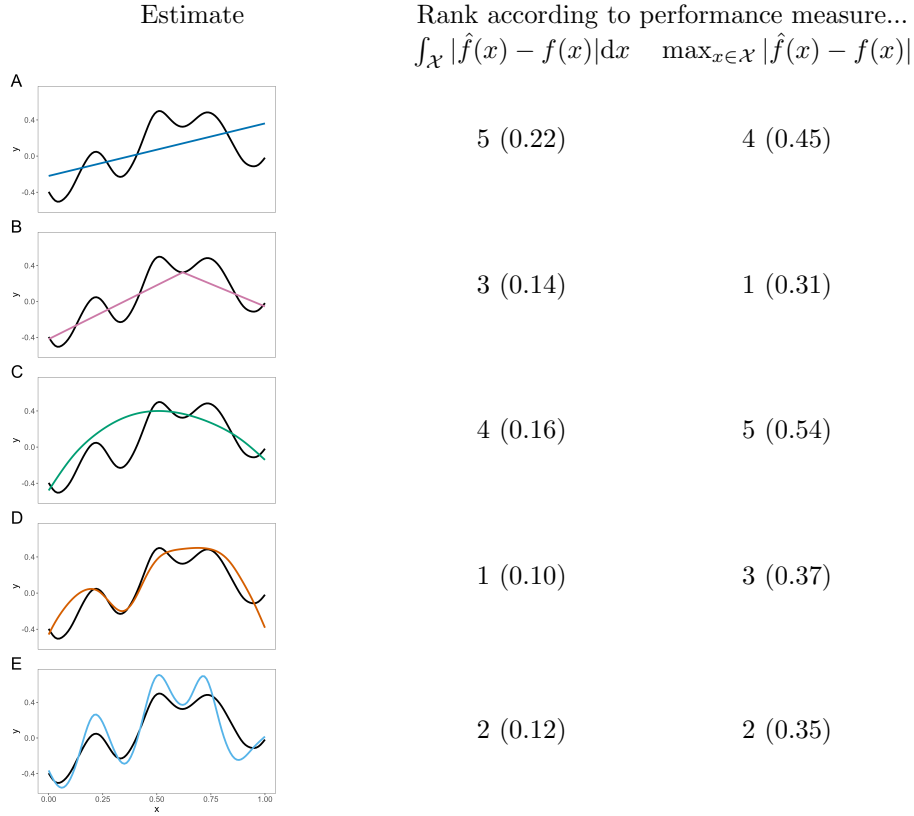 Estimate Rank according to performance measure...
∫_𝒳 |f̂(x) − f(x)|dx max_{x∈𝒳} |f̂(x) − f(x)|
A
0.4
0.0
-0.4
y
5 (0.22) 4 (0.45)
B
0.4
0.0
-0.4
y
3 (0.14) 1 (0.31)
C
0.4
0.0
-0.4
y
4 (0.16) 5 (0.54)
D
0.4
0.0
-0.4
y
1 (0.10) 3 (0.37)
E
0.4
0.0
-0.4
y
2 (0.12) 2 (0.35)
0.00 0.25 0.50 0.75 1.00
x